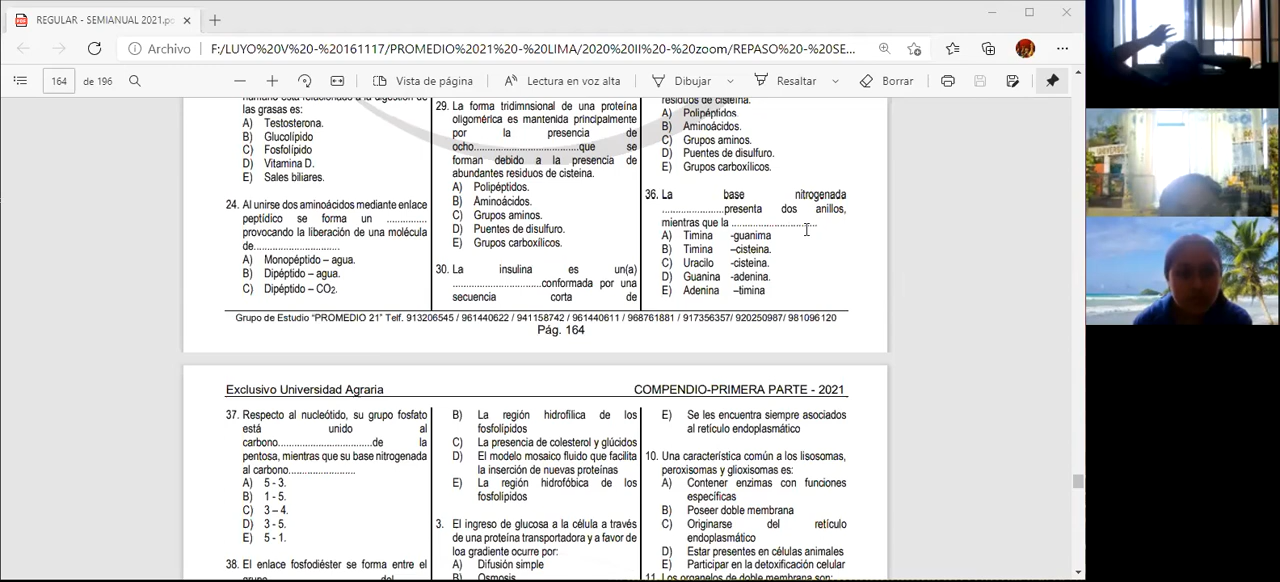 REGULAR - SEMIANUAL 2021.pd
Archivo F:/LUYO%20V%20-%20161117/PROMEDIO%2021%20-%20LIMA/2020%20II%20-%20zoom/REPASO%20-%20SE...
164 de 196 Vista de página Lectura en voz alta Dibujar Resaltar Borrar
las grasas es:
A) Testosterona.
B) Glucolípido
C) Fosfolípido
D) Vitamina D.
E) Sales biliares.
24. Al unirse dos aminoácidos mediante enlace
peptídico se forma un .............
provocando la liberación de una molécula
de............................
A) Monopéptido – agua.
B) Dipéptido – agua.
C) Dipéptido – CO2.
29. La forma tridimnsional de una proteína
oligomérica es mantenida principalmente
por la presencia de
ocho...................................que se
forman debido a la presencia de
abundantes residuos de cisteina.
A) Polipéptidos.
B) Aminoácidos.
C) Grupos aminos.
D) Puentes de disulfuro.
E) Grupos carboxílicos.
30. La insulina es un(a)
.............................conformada por una
secuencia corta de
residuos de cisteína.
A) Polipéptidos.
B) Aminoácidos.
C) Grupos aminos.
D) Puentes de disulfuro.
E) Grupos carboxílicos.
36. La base nitrogenada
.....................presenta dos anillos,
mientras que la .............................
A) Timina -guanima
B) Timina –cisteina.
C) Uracilo -cisteina.
D) Guanina -adenina.
E) Adenina –timina
Grupo de Estudio “PROMEDIO 21” Telf. 913206545 / 961440622 / 941158742 / 961440611 / 968761881 / 917356357/ 920250987/ 981096120
Pág. 164
Exclusivo Universidad Agraria COMPENDIO-PRIMERA PARTE - 2021
37. Respecto al nucleótido, su grupo fosfato
está unido al
carbono...............................de la
pentosa, mientras que su base nitrogenada
al carbono......................
A) 5 - 3.
B) 1 - 5.
C) 3 – 4.
D) 3 - 5.
E) 5 - 1.
38. El enlace fosfodiéster se forma entre el
grupo del
B) La región hidrofílica de los
fosfolípidos
C) La presencia de colesterol y glúcidos
D) El modelo mosaico fluido que facilita
la inserción de nuevas proteínas
E) La región hidrofóbica de los
fosfolípidos
3. El ingreso de glucosa a la célula a través
de una proteína transportadora y a favor de
loa gradiente ocurre por:
A) Difusión simple
B) Osmosis
E) Se les encuentra siempre asociados
al retículo endoplasmático
10. Una característica común a los lisosomas,
peroxisomas y glioxisomas es:
A) Contener enzimas con funciones
específicas
B) Poseer doble membrana
C) Originarse del retículo
endoplasmático
D) Estar presentes en células animales
E) Participar en la detoxificación celular
11. Los organelos de doble membrana son: